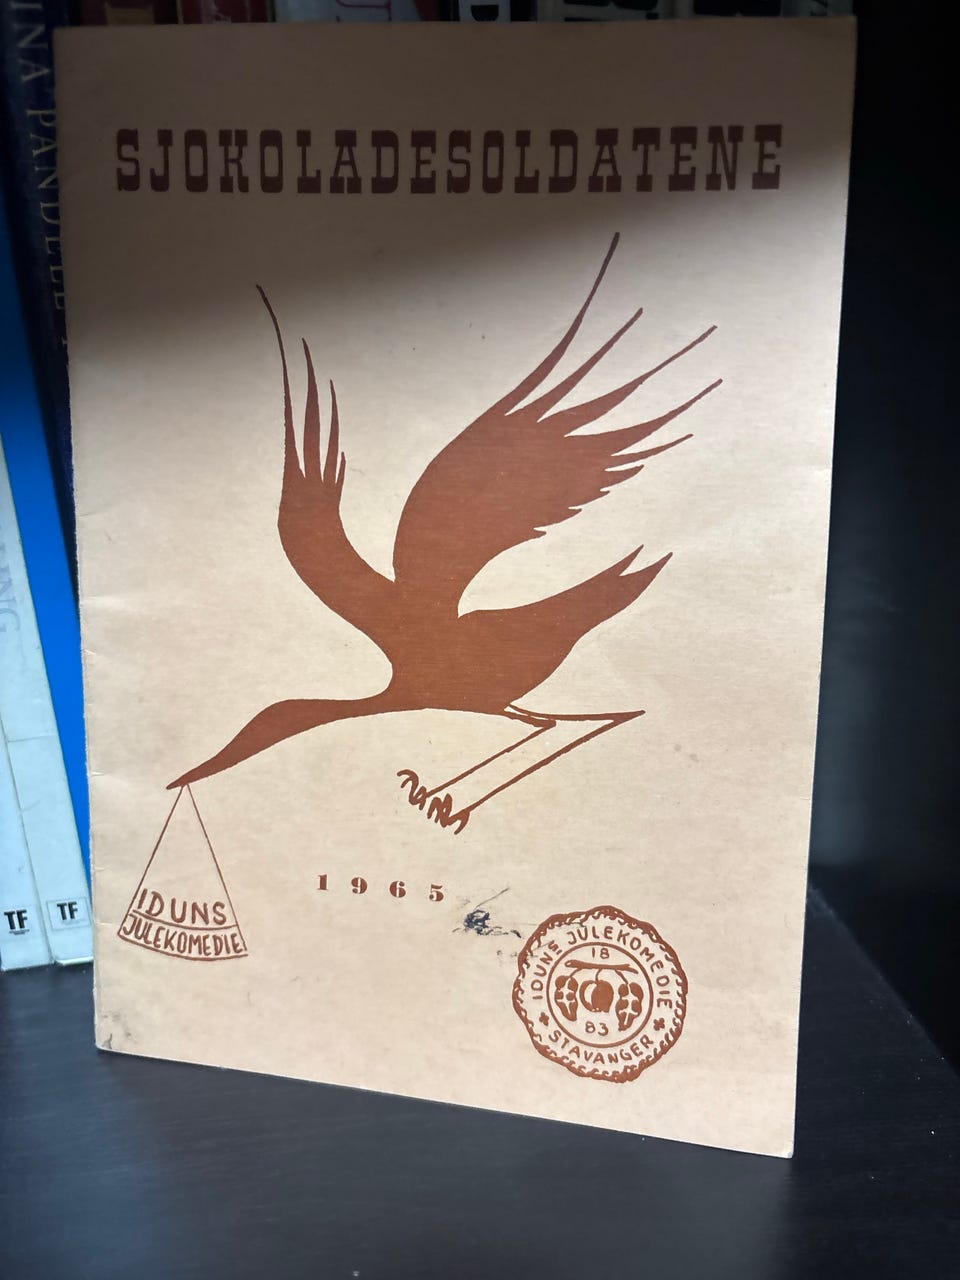 SJOKOLADESOLDATENE
IDUNS
JULEKOMEDIE
1965
IDUNS JULEKOMEDIE
18
83
STAVANGER
TF
TF